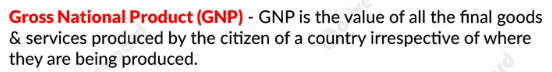 Gross National Product (GNP) - GNP is the value of all the final goods
& services produced by the citizen of a country irrespective of where
they are being produced.